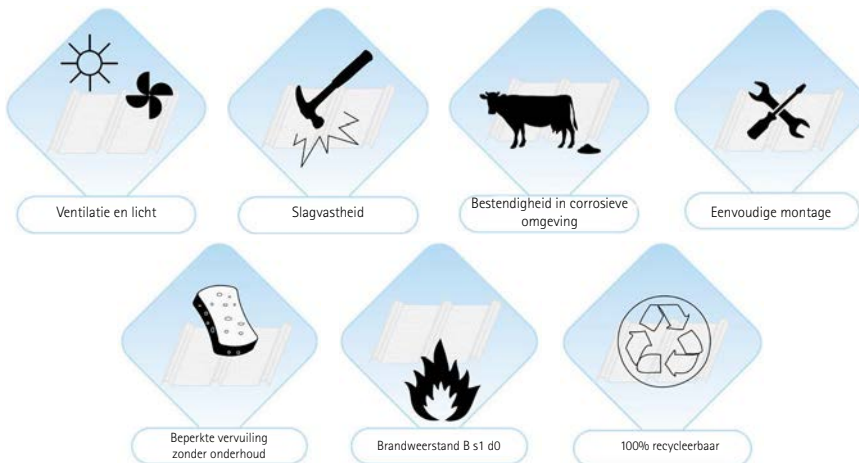 Ventilatie en licht
Slagvastheid
Bestendigheid in corrosieve
omgeving
Eenvoudige montage
Beperkte vervuiling
zonder onderhoud
Brandweerstand B s1 d0
100% recycleerbaar